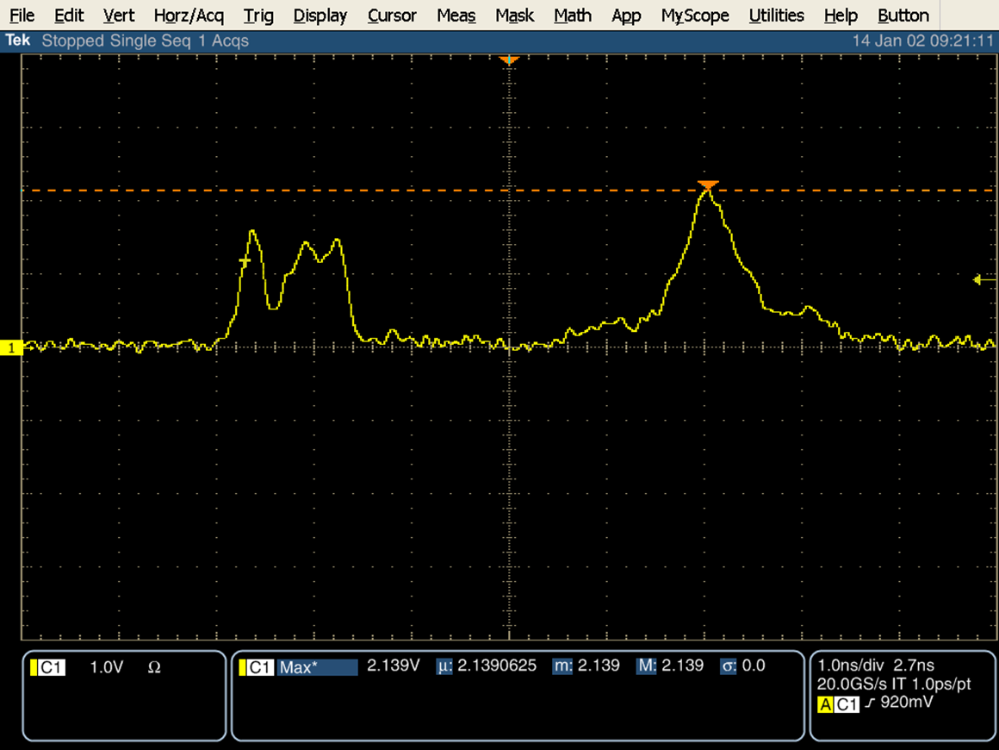 File Edit Vert Horz/Acq Trig Display Cursor Meas Mask Math App MyScope Utilities Help Button
Tek Stopped Single Seq 1 Acqs 14 Jan 02 09:21:11
1
C1 1.0V Ω
C1 Max* 2.139V µ: 2.1390625 m: 2.139 M: 2.139 σ: 0.0
1.0ns/div 2.7ns
20.0GS/s IT 1.0ps/pt
A C1 ⌠ 920mV